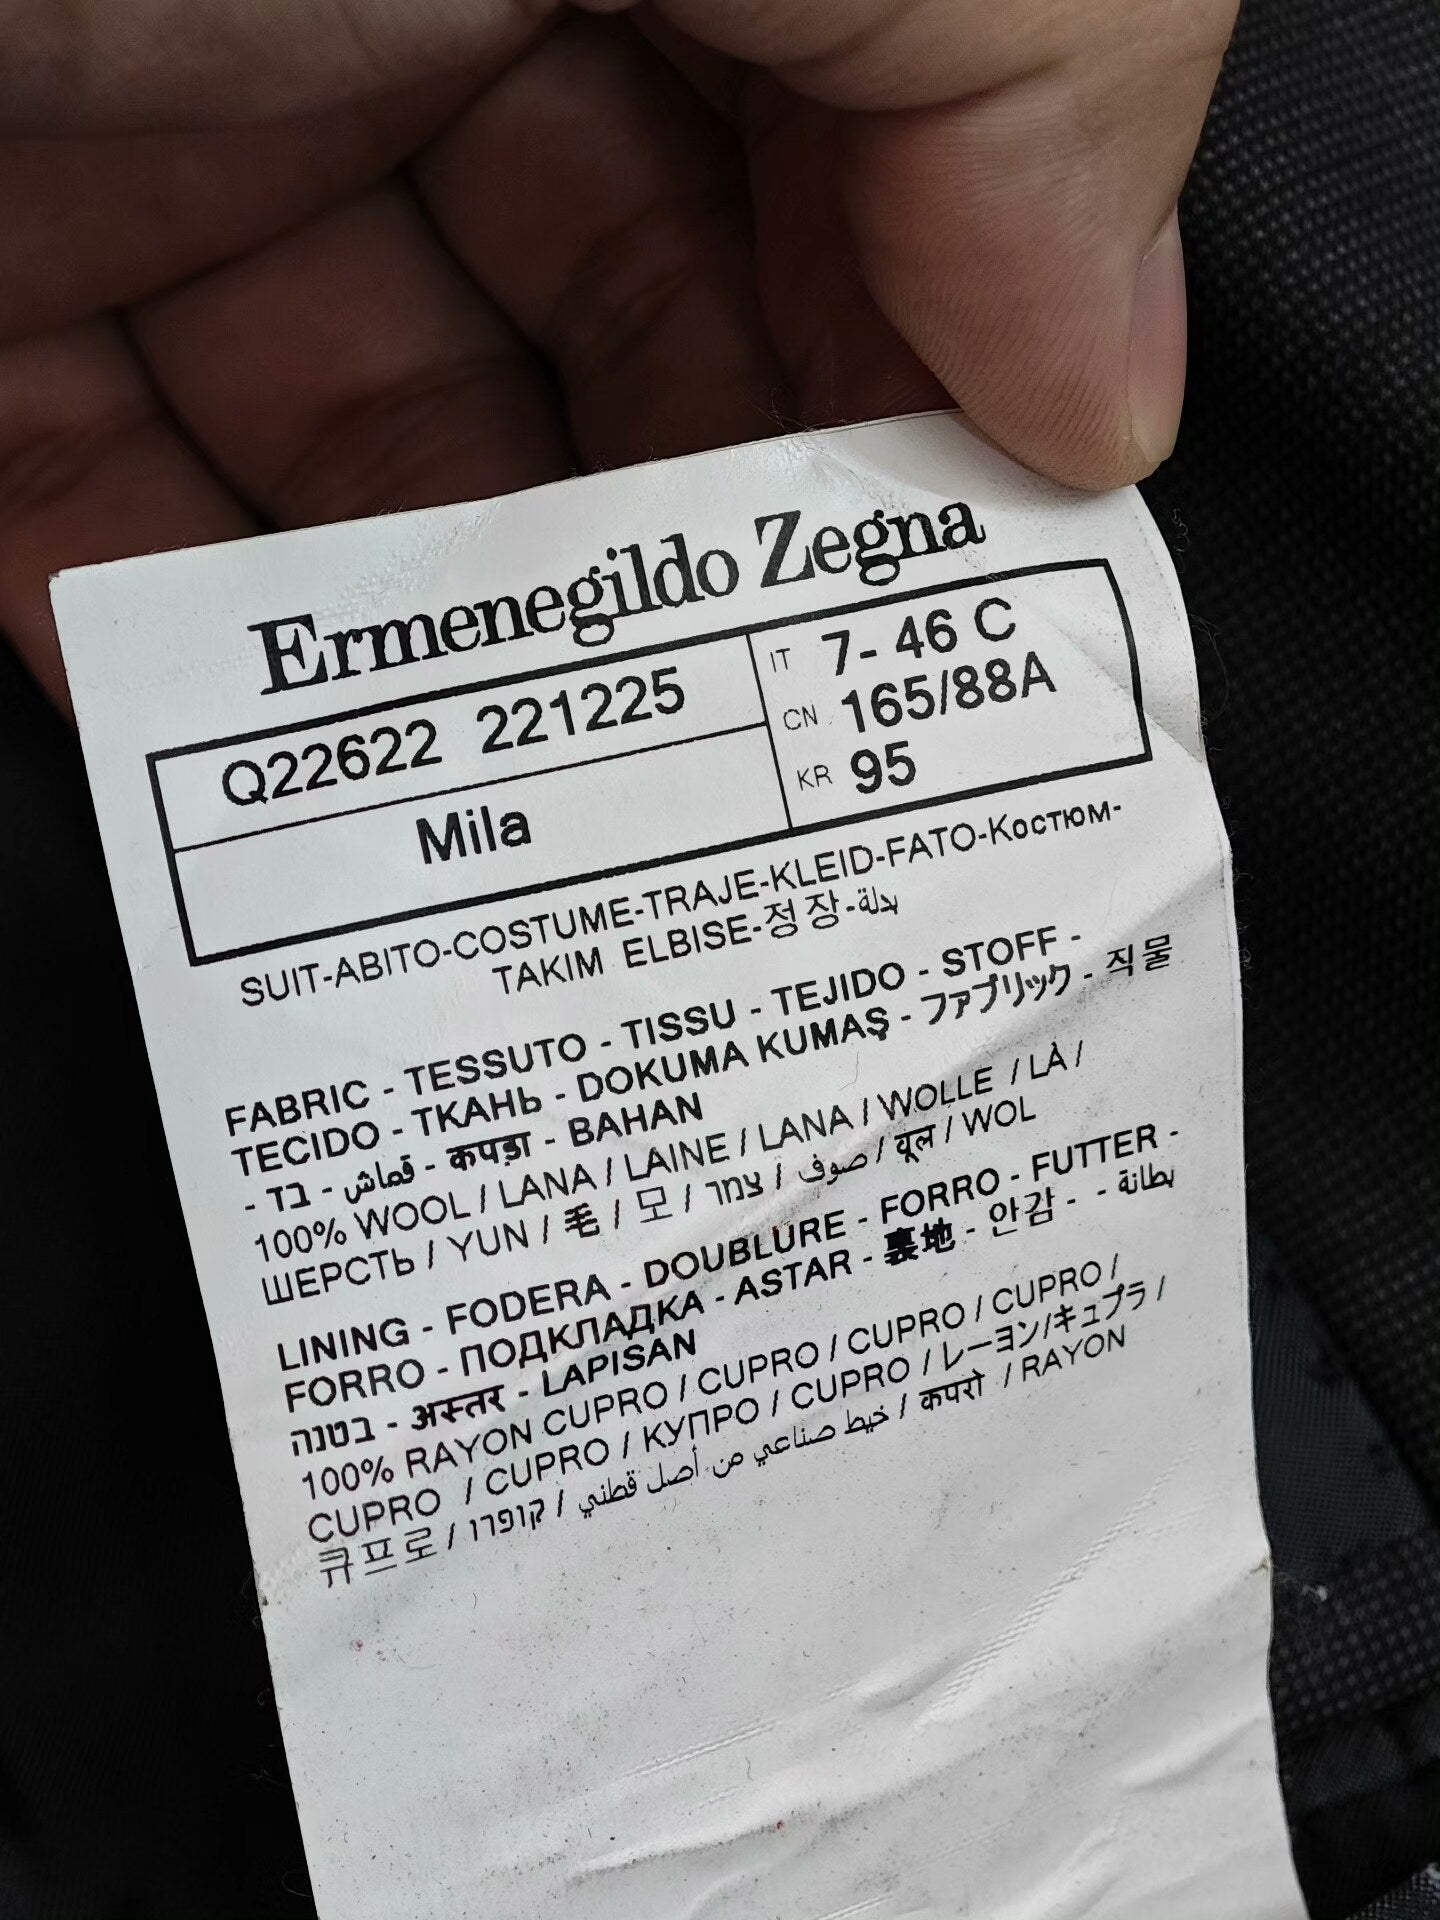 Ermenegildo Zegna
Q22622 221225
Mila
IT 7- 46 C
CN 165/88A
KR 95
SUIT-ABITO-COSTUME-TRAJE-KLEID-FATO-Костюм-
TAKIM ELBISE-정장-بدلة
FABRIC - TESSUTO - TISSU - TEJIDO - STOFF -
TECIDO - ТКАНЬ - DOKUMA KUMAŞ - ファブリック - 직물
- בד - قماش - कपड़ा - BAHAN
100% WOOL / LANA / LAINE / LANA / WOLLE / LÀ /
ШЕРСТЬ / YUN / 毛 / 모 / צמר / صوف / वूल / WOL
LINING - FODERA - DOUBLURE - FORRO - FUTTER -
FORRO - ПОДКЛАДКА - ASTAR - 裏地 - 안감 - - بطانة
בטנה - अस्तर - LAPISAN
100% RAYON CUPRO / CUPRO / CUPRO / CUPRO /
CUPRO / CUPRO / КУПРО / CUPRO / レーヨン/キュプラ /
큐프로 / קופרו / خيط صناعي من أصل قطني / कपरो / RAYON